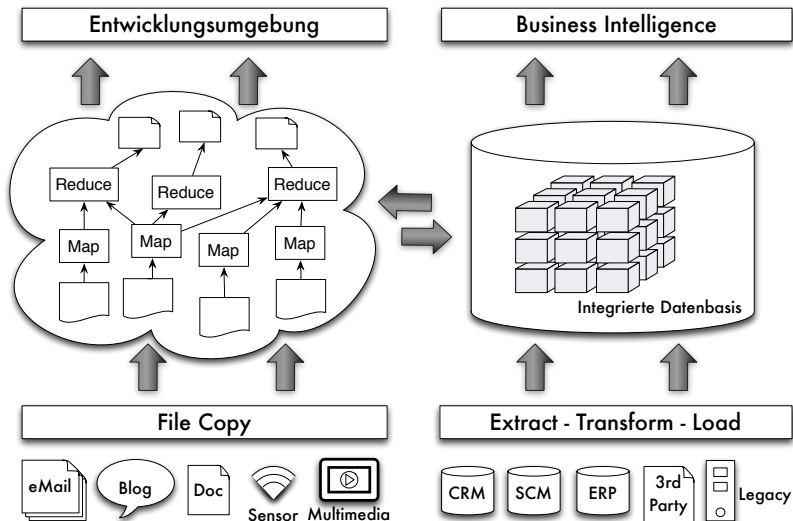 Entwicklungsumgebung
Business Intelligence
Reduce
Reduce
Reduce
Map
Map
Map
Map
Integrierte Datenbasis
File Copy
Extract - Transform - Load
eMail
Blog
Doc
Sensor
Multimedia
CRM
SCM
ERP
3rd
Party
Legacy